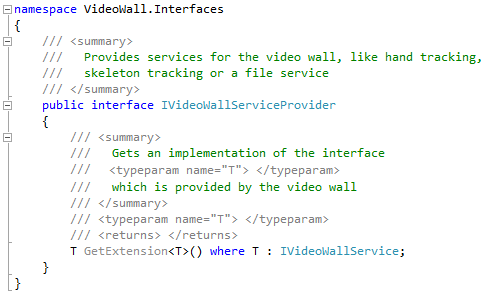 namespace VideoWall.Interfaces
{
/// <summary>
///   Provides services for the video wall, like hand tracking,
///   skeleton tracking or a file service
/// </summary>
public interface IVideoWallServiceProvider
{
/// <summary>
///   Gets an implementation of the interface
///   <typeparam name="T"> </typeparam>
///   which is provided by the video wall
/// </summary>
/// <typeparam name="T"> </typeparam>
/// <returns> </returns>
T GetExtension<T>() where T : IVideoWallService;
}
}